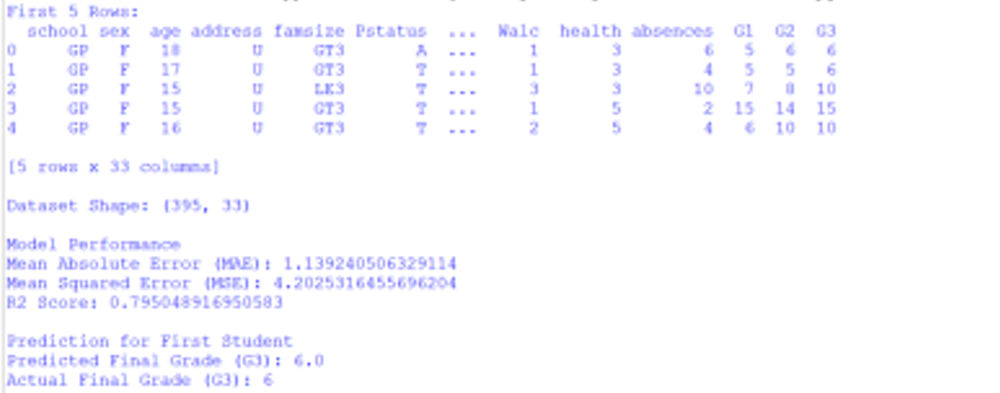 First 5 Rows:
  school sex  age address famsize Pstatus  ...  Walc  health absences  G1  G2  G3
0     GP   F   18       U     GT3       A  ...     1       3        6   5   6   6
1     GP   F   17       U     GT3       T  ...     1       3        4   5   5   6
2     GP   F   15       U     LE3       T  ...     3       3       10   7   8  10
3     GP   F   15       U     GT3       T  ...     1       5        2  15  14  15
4     GP   F   16       U     GT3       T  ...     2       5        4   6  10  10
[5 rows x 33 columns]
Dataset Shape: (395, 33)
Model Performance
Mean Absolute Error (MAE): 1.139240506329114
Mean Squared Error (MSE): 4.2025316455696204
R2 Score: 0.795048916950583
Prediction for First Student
Predicted Final Grade (G3): 6.0
Actual Final Grade (G3): 6